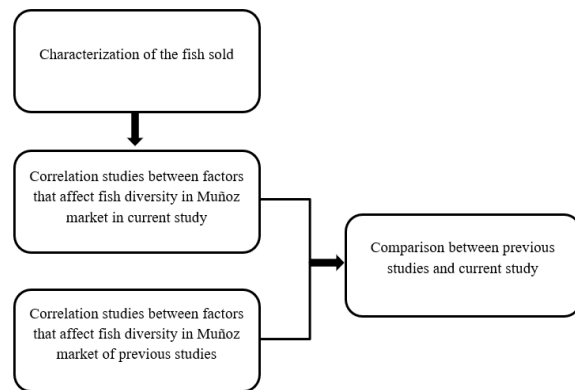 Characterization of the fish sold
Correlation studies between factors
that affect fish diversity in Muñoz
market in current study
Comparison between previous
studies and current study
Correlation studies between factors
that affect fish diversity in Muñoz
market of previous studies